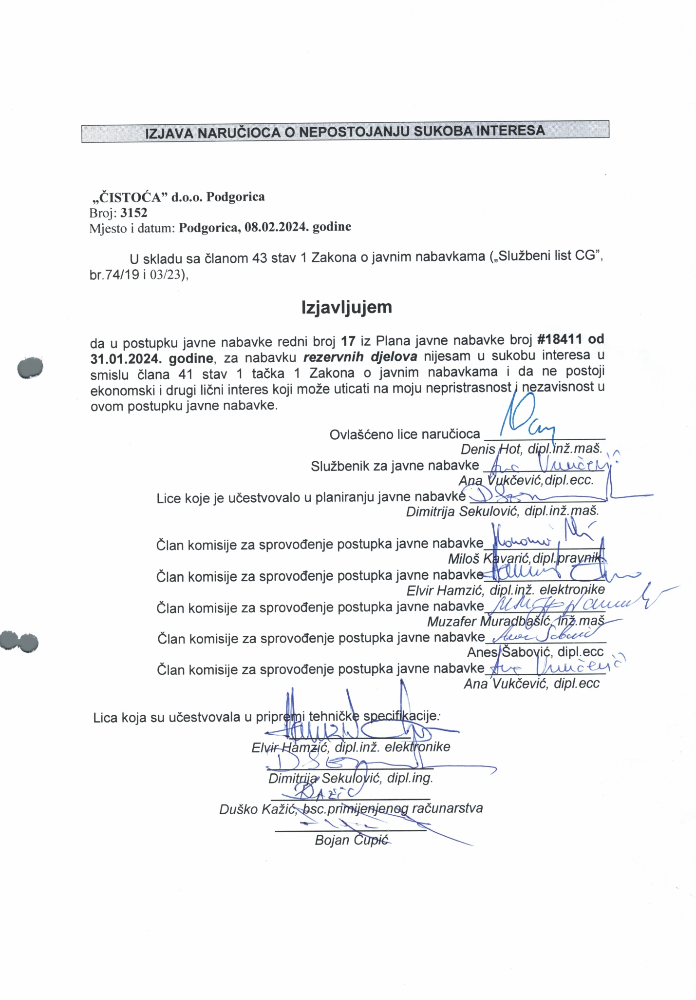 IZJAVA NARUČIOCA O NEPOSTOJANJU SUKOBA INTERESA
„ČISTOĆA” d.o.o. Podgorica
Broj: 3152
Mjesto i datum: Podgorica, 08.02.2024. godine
U skladu sa članom 43 stav 1 Zakona o javnim nabavkama („Službeni list CG”,
br.74/19 i 03/23),
Izjavljujem
da u postupku javne nabavke redni broj 17 iz Plana javne nabavke broj #18411 od
31.01.2024. godine, za nabavku rezervnih djelova nijesam u sukobu interesa u
smislu člana 41 stav 1 tačka 1 Zakona o javnim nabavkama i da ne postoji
ekonomski i drugi lični interes koji može uticati na moju nepristrasnost i nezavisnost u
ovom postupku javne nabavke.
Ovlašćeno lice naručioca
Denis Hot, dipl.inž.maš.
Službenik za javne nabavke Ana Vukčević
Ana Vukčević,dipl.ecc.
Lice koje je učestvovalo u planiranju javne nabavke
Dimitrija Sekulović, dipl.inž.maš.
Član komisije za sprovođenje postupka javne nabavke
Miloš Kavarić,dipl.pravnik.
Član komisije za sprovođenje postupka javne nabavke
Elvir Hamzić, dipl.inž. elektronike
Član komisije za sprovođenje postupka javne nabavke
Muzafer Muradbašić, inž.maš
Član komisije za sprovođenje postupka javne nabavke
Anes Šabović, dipl.ecc
Član komisije za sprovođenje postupka javne nabavke Ana Vukčević
Ana Vukčević, dipl.ecc
Lica koja su učestvovala u pripremi tehničke specifikacije:
Elvir Hamzić, dipl.inž. elektronike
Dimitrija Sekulović, dipl.ing.
Duško Kažić, bsc.primijenjenog računarstva
Bojan Čupić